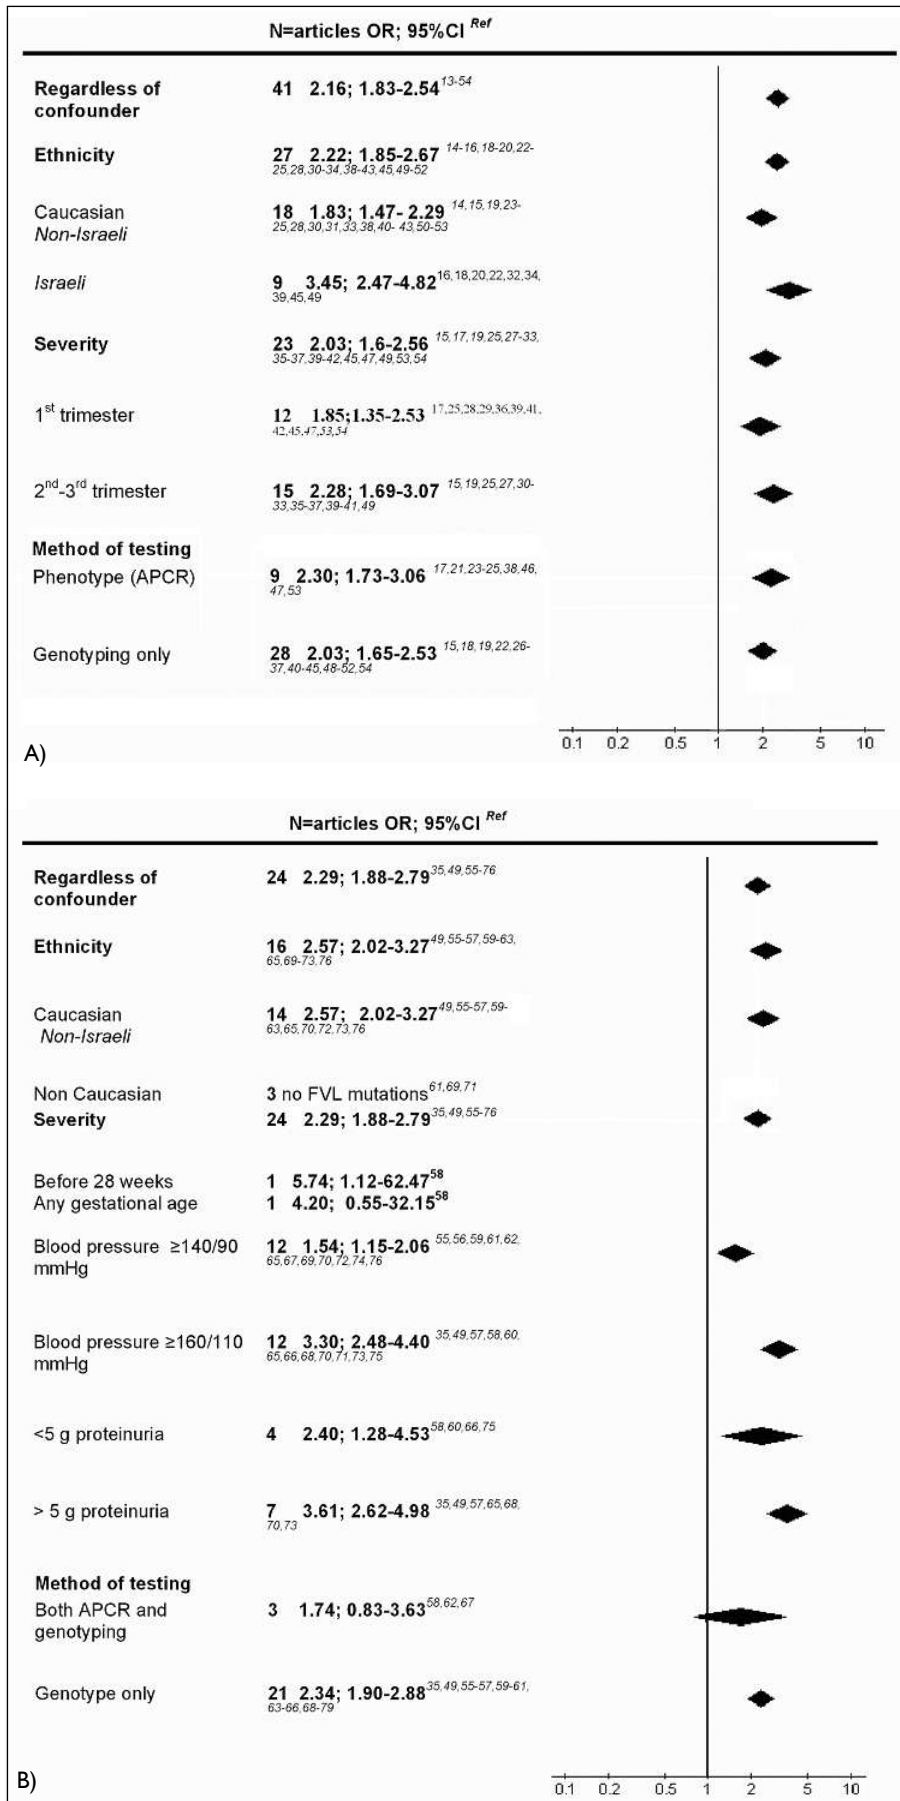 N=articles OR; 95%CI Ref
Regardless of 41 2.16; 1.83-2.54 13-54
confounder
Ethnicity 27 2.22; 1.85-2.67 14-16,18-20,22-
25,28,30-34,38-43,45,49-52
Caucasian 18 1.83; 1.47- 2.29 14,15,19,23-
Non-Israeli 25,28,30,31,33,38,40- 43,50-53
Israeli 9 3.45; 2.47-4.82 16,18,20,22,32,34,
39,45,49
Severity 23 2.03; 1.6-2.56 15,17,19,25,27-33,
35-37,39-42,45,47,49,53,54
1st trimester 12 1.85;1.35-2.53 17,25,28,29,36,39,41,
42,45,47,53,54
2nd-3rd trimester 15 2.28; 1.69-3.07 15,19,25,27,30-
33,35-37,39-41,49
Method of testing
Phenotype (APCR) 9 2.30; 1.73-3.06 17,21,23-25,38,46,
47,53
Genotyping only 28 2.03; 1.65-2.53 15,18,19,22,26-
37,40-45,48-52,54
0.1 0.2 0.5 1 2 5 10
A)
N=articles OR; 95%CI Ref
Regardless of 24 2.29; 1.88-2.79 35,49,55-76
confounder
Ethnicity 16 2.57; 2.02-3.27 49,55-57,59-63,
65,69-73,76
Caucasian 14 2.57; 2.02-3.27 49,55-57,59-
Non-Israeli 63,65,70,72,73,76
Non Caucasian 3 no FVL mutations 61,69,71
Severity 24 2.29; 1.88-2.79 35,49,55-76
Before 28 weeks 1 5.74; 1.12-62.47 58
Any gestational age 1 4.20; 0.55-32.15 58
Blood pressure ≥140/90 12 1.54; 1.15-2.06 55,56,59,61,62,
mmHg 65,67,69,70,72,74,76
Blood pressure ≥160/110 12 3.30; 2.48-4.40 35,49,57,58,60,
mmHg 65,66,68,70,71,73,75
<5 g proteinuria 4 2.40; 1.28-4.53 58,60,66,75
> 5 g proteinuria 7 3.61; 2.62-4.98 35,49,57,65,68,
70,73
Method of testing
Both APCR and 3 1.74; 0.83-3.63 58,62,67
genotyping
Genotype only 21 2.34; 1.90-2.88 35,49,55-57,59-61,
63-66,68-79
0.1 0.2 0.5 1 2 5 10
B)